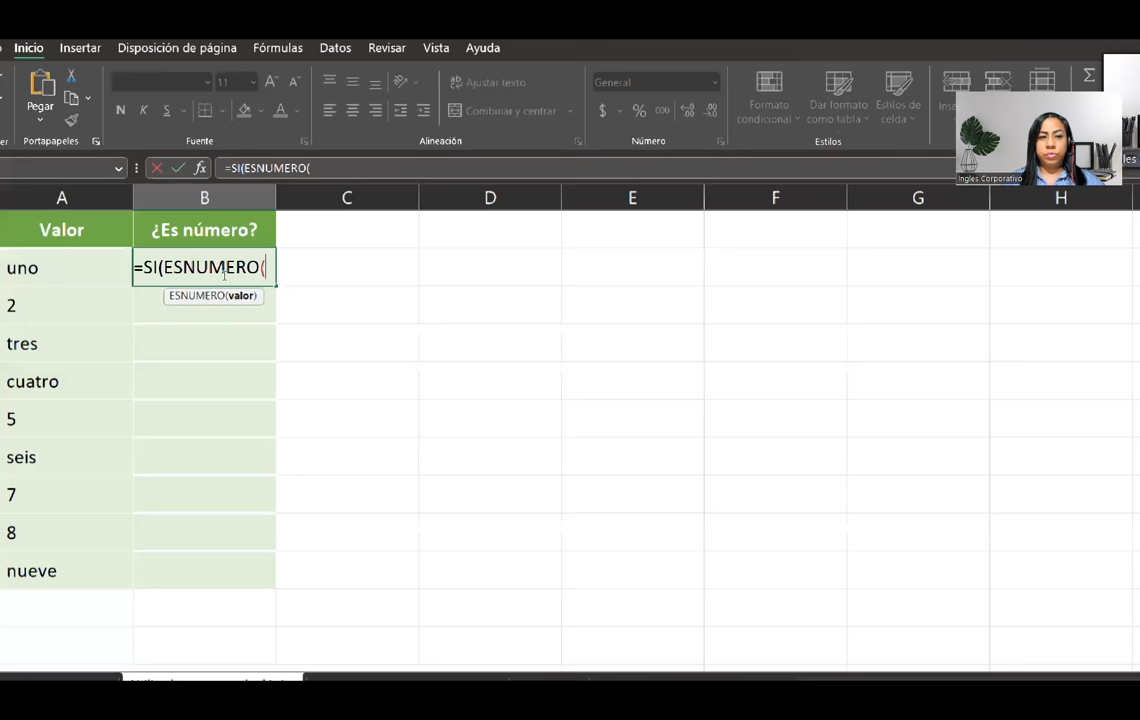 Inicio Insertar Disposición de página Fórmulas Datos Revisar Vista Ayuda
11 A A Ajustar texto General Σ
Pegar N K S A Combinar y centrar $ % 000 Formato condicional Dar formato como tabla Estilos de celda
Portapapeles Fuente Alineación Número Estilos
Ingles Corporativo
fx =SI(ESNUMERO(
A B C D E F G H
Valor ¿Es número?
uno =SI(ESNUMERO(
ESNUMERO(valor)
2
tres
cuatro
5
seis
7
8
nueve